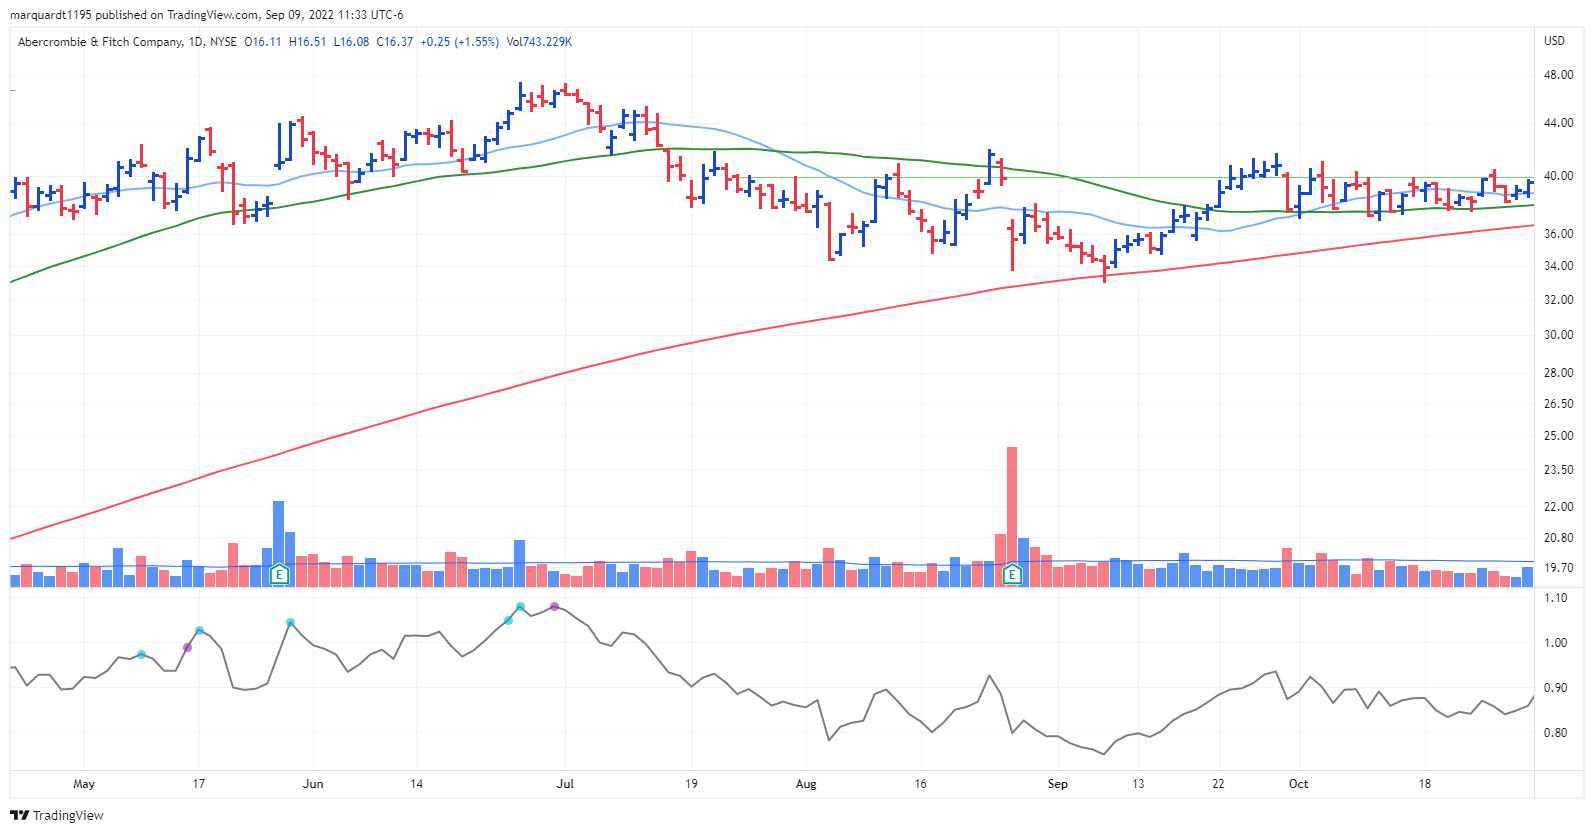 marquardt1195 published on TradingView.com, Sep 09, 2022 11:33 UTC-6
Abercrombie & Fitch Company, 1D, NYSE O16.11 H16.51 L16.08 C16.37 +0.25 (+1.55%) Vol743.229K
USD
48.00
44.00
40.00
36.00
34.00
32.00
30.00
28.00
26.50
25.00
23.50
22.00
20.80
19.70
E
E
1.10
1.00
0.90
0.80
May 17 Jun 14 Jul 19 Aug 16 Sep 13 22 Oct 18
TradingView